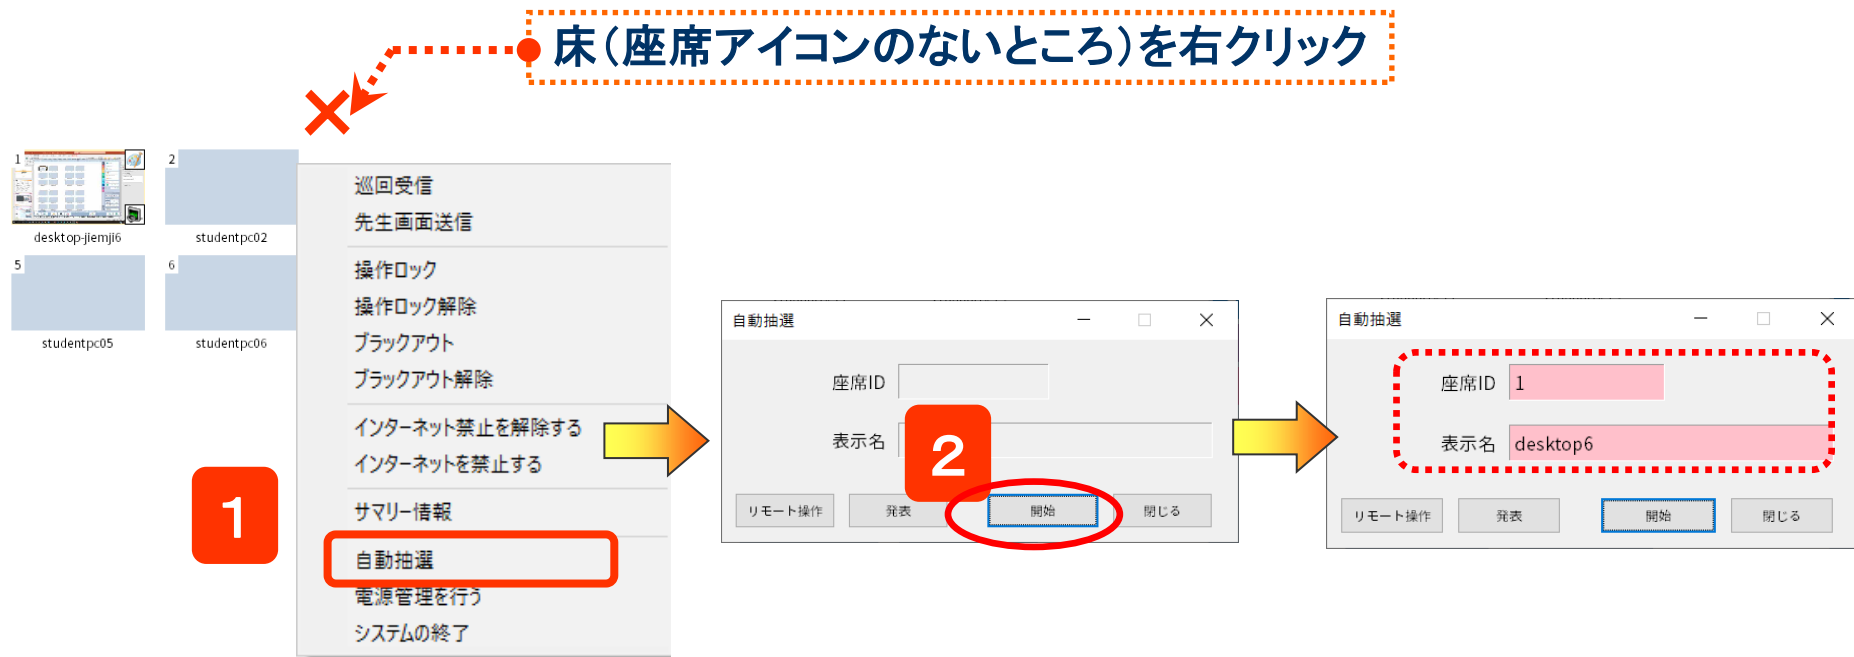 床（座席アイコンのないところ）を右クリック
1
desktop-jiemji6
2
studentpc02
5
studentpc05
6
studentpc06
1
巡回受信
先生画面送信
操作ロック
操作ロック解除
ブラックアウト
ブラックアウト解除
インターネット禁止を解除する
インターネットを禁止する
サマリー情報
自動抽選
電源管理を行う
システムの終了
自動抽選
座席ID
表示名
2
リモート操作
発表
開始
閉じる
自動抽選
座席ID 1
表示名 desktop6
リモート操作
発表
開始
閉じる